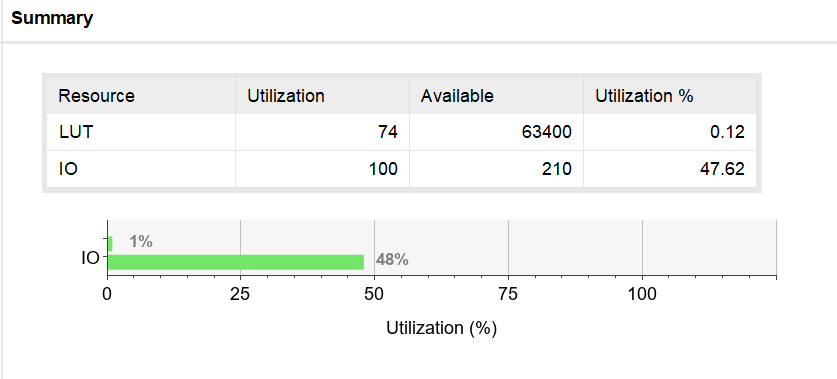 Summary
Resource Utilization Available Utilization %
LUT 74 63400 0.12
IO 100 210 47.62
1%
IO 48%
0 25 50 75 100
Utilization (%)